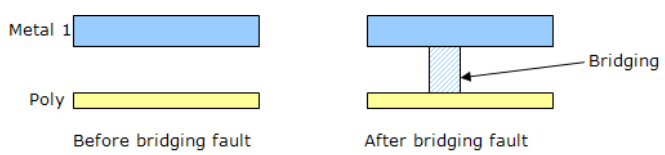 Metal 1
Bridging
Poly
Before bridging fault
After bridging fault